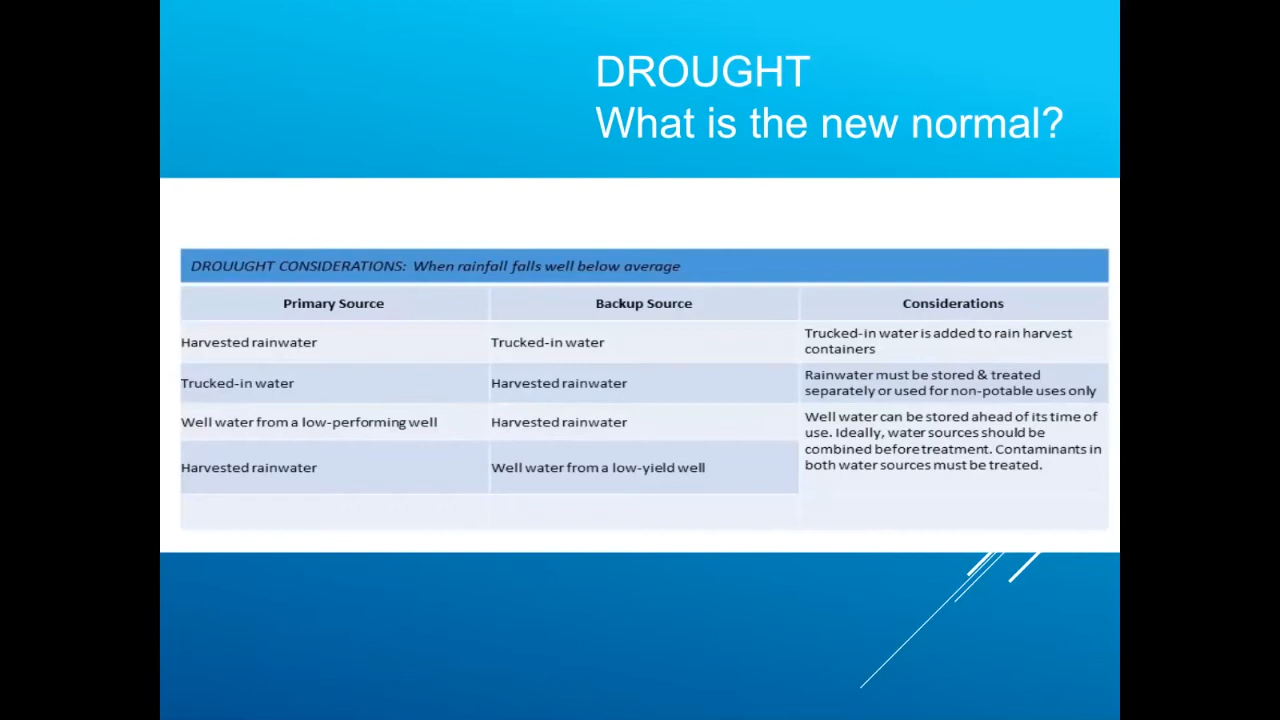 DROUGHT
What is the new normal?
DROUUGHT CONSIDERATIONS: When rainfall falls well below average
Primary Source
Backup Source
Considerations
Harvested rainwater
Trucked-in water
Trucked-in water is added to rain harvest
containers
Trucked-in water
Harvested rainwater
Rainwater must be stored & treated
separately or used for non-potable uses only
Well water from a low-performing well
Harvested rainwater
Well water can be stored ahead of its time of
use. Ideally, water sources should be
combined before treatment. Contaminants in
both water sources must be treated.
Harvested rainwater
Well water from a low-yield well